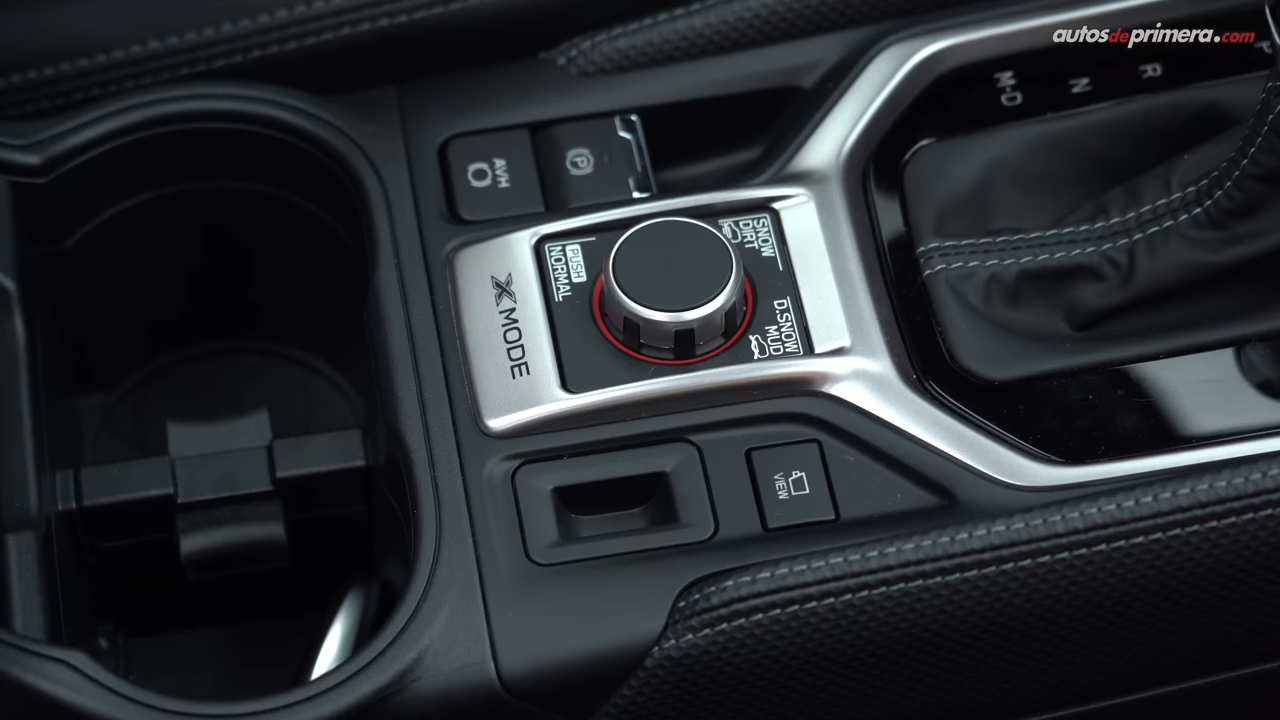 autosdeprimera.com
P
R
N
M-D
AVH
(P)
SNOW
DIRT
PUSH
NORMAL
D.SNOW
MUD
X MODE
VIEW